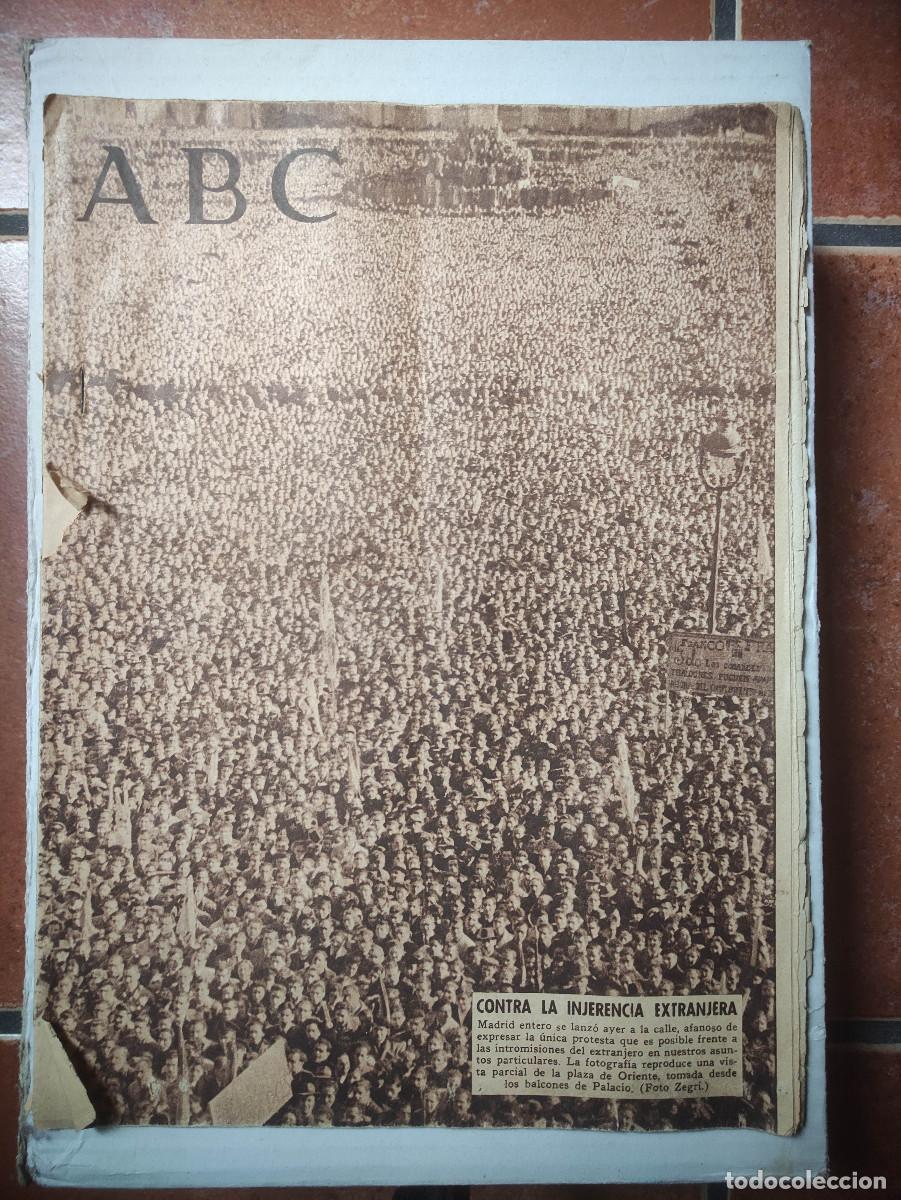 ABC
LOS
CONTRA LA INJERENCIA EXTRANJERA
Madrid entero se lanzó ayer a la calle, afanoso de
expresar la única protesta que es posible frente a
las intromisiones del extranjero en nuestros asun-
tos particulares. La fotografía reproduce una vis-
ta parcial de la plaza de Oriente, tomada desde
los balcones de Palacio. (Foto Zegrí.)
todocoleccion